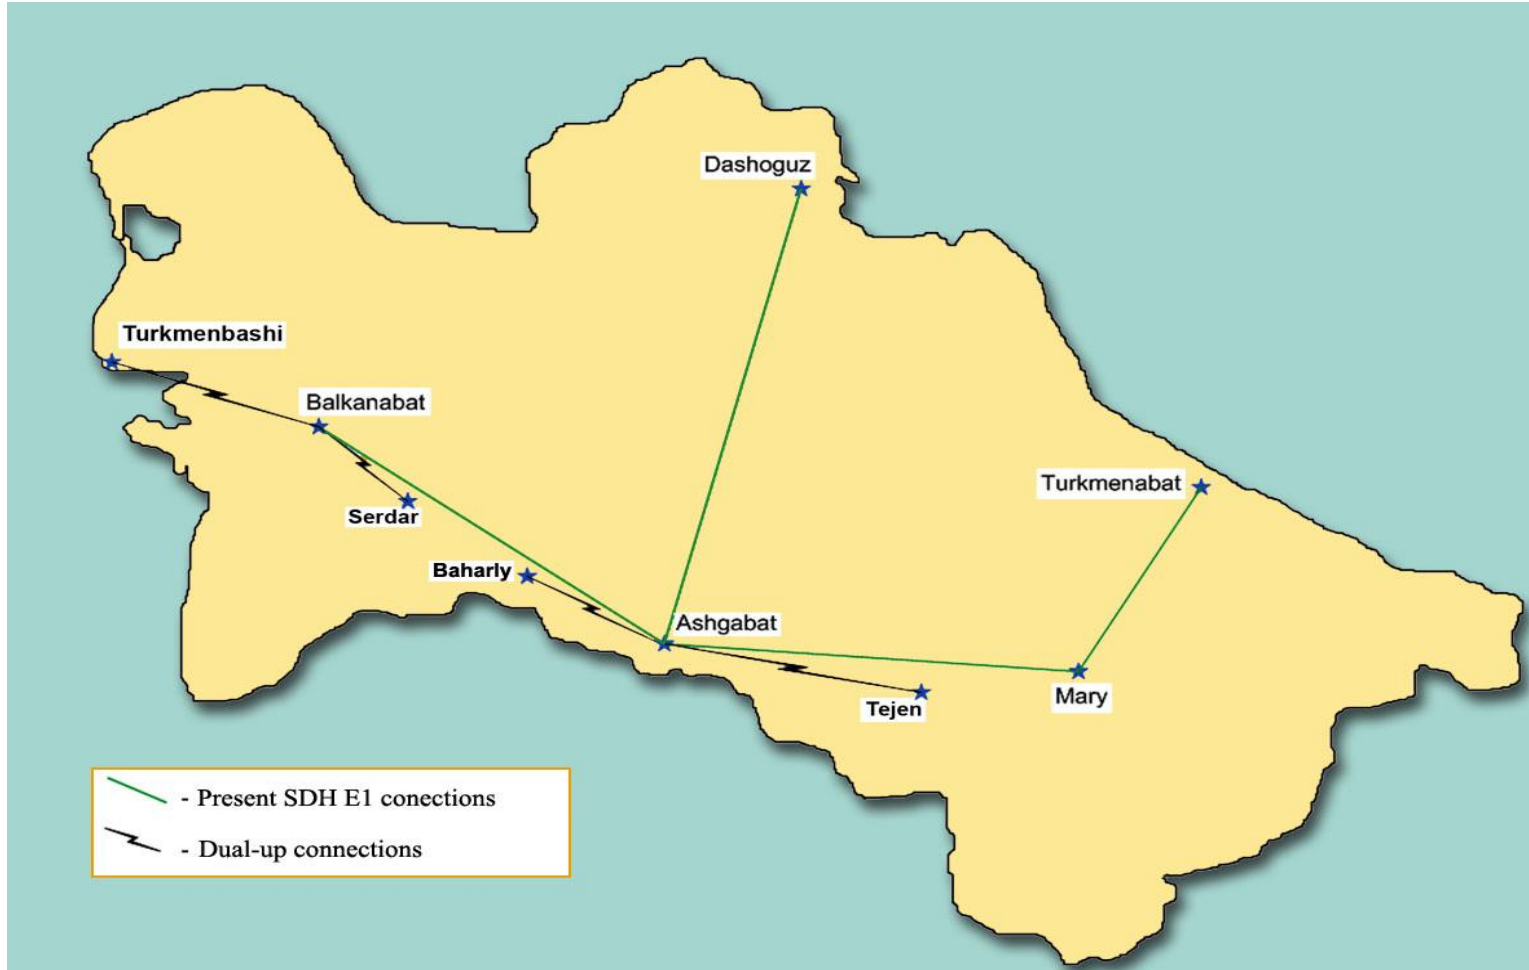 Dashoguz
Turkmenbashi
Balkanabat
Turkmenabat
Serdar
Baharly
Ashgabat
Mary
Tejen
- Present SDH E1 conections
- Dual-up connections